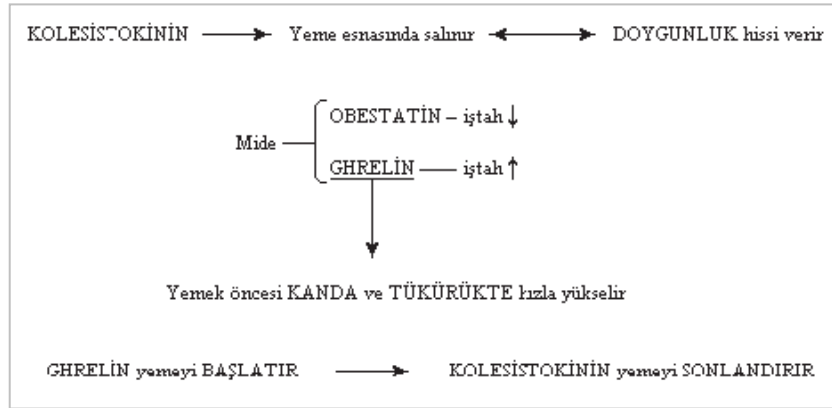 KOLESİSTOKİNİN → Yeme esnasında salınır ↔ DOYGUNLUK hissi verir
OBESTATİN – iştah ↓
Mide
GHRELİN — iştah ↑
Yemek öncesi KANDA ve TÜKÜRÜKTE hızla yükselir
GHRELİN yemeyi BAŞLATIR → KOLESİSTOKİNİN yemeyi SONLANDIRIR